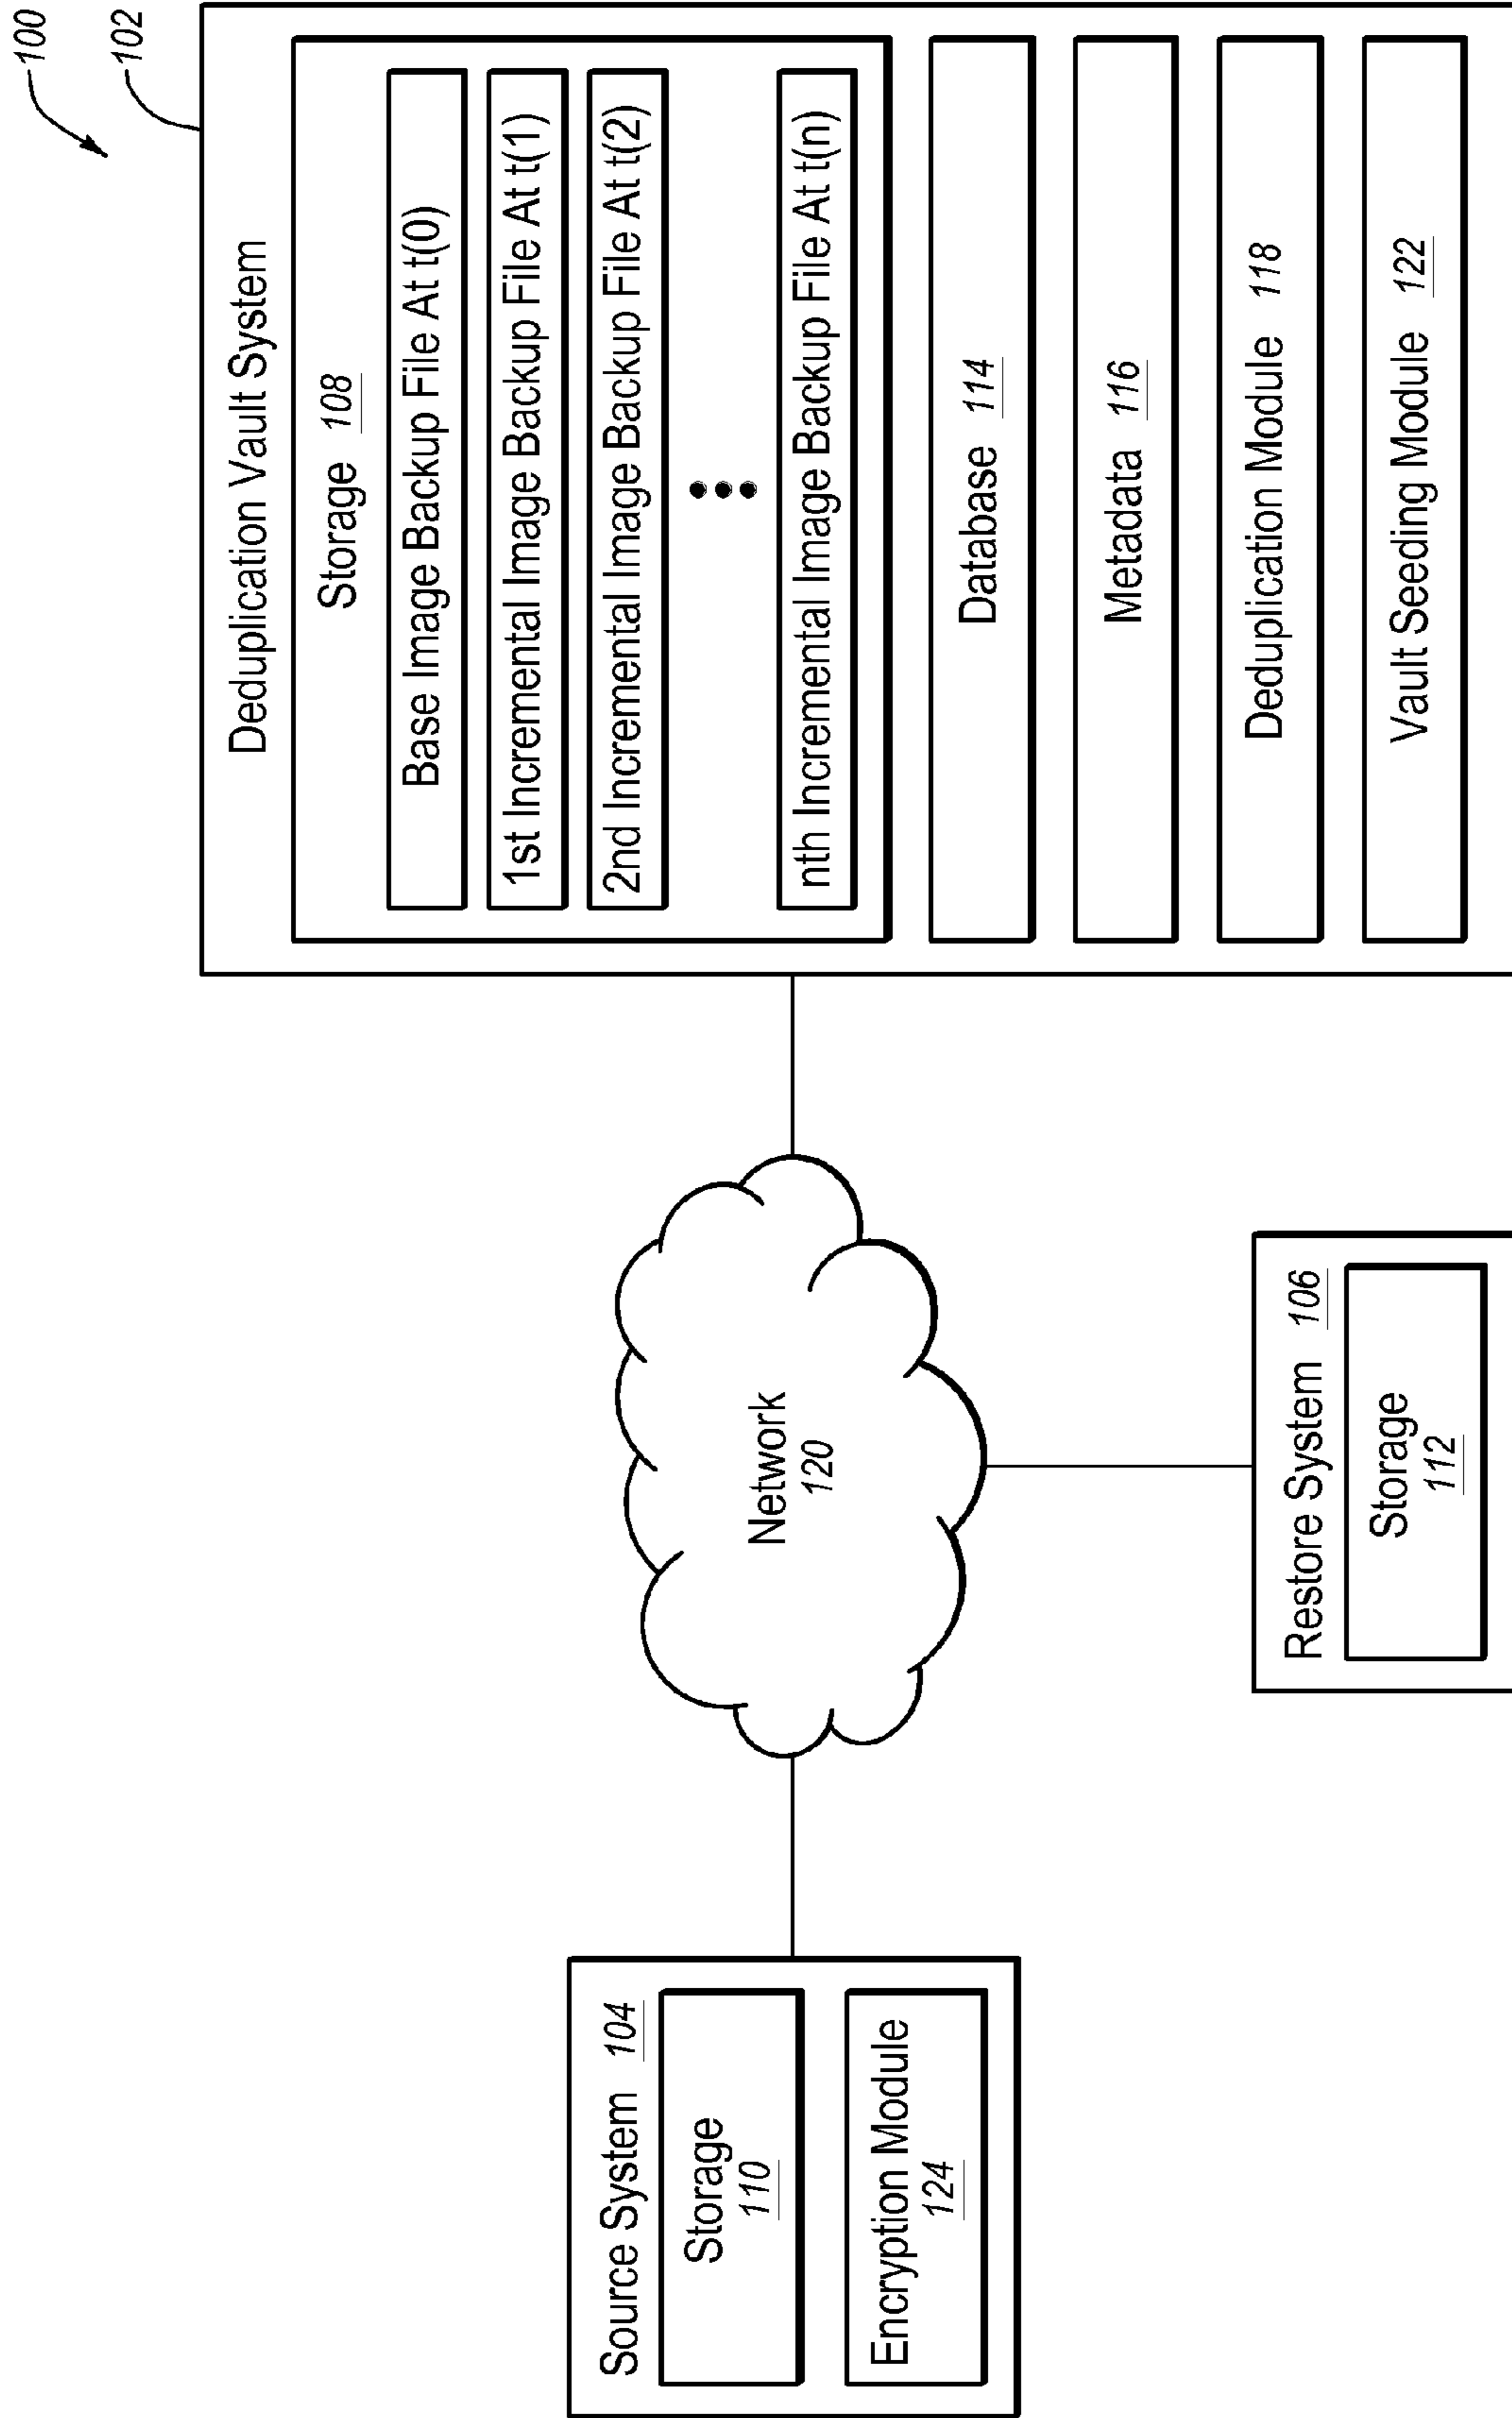 100
102
Deduplication Vault System
Storage 108
Base Image Backup File At t(0)
1st Incremental Image Backup File At t(1)
2nd Incremental Image Backup File At t(2)
nth Incremental Image Backup File At t(n)
Database 114
Metadata 116
Deduplication Module 118
Vault Seeding Module 122
Network
120
Source System 104
Storage
110
Encryption Module
124
Restore System 106
Storage
112